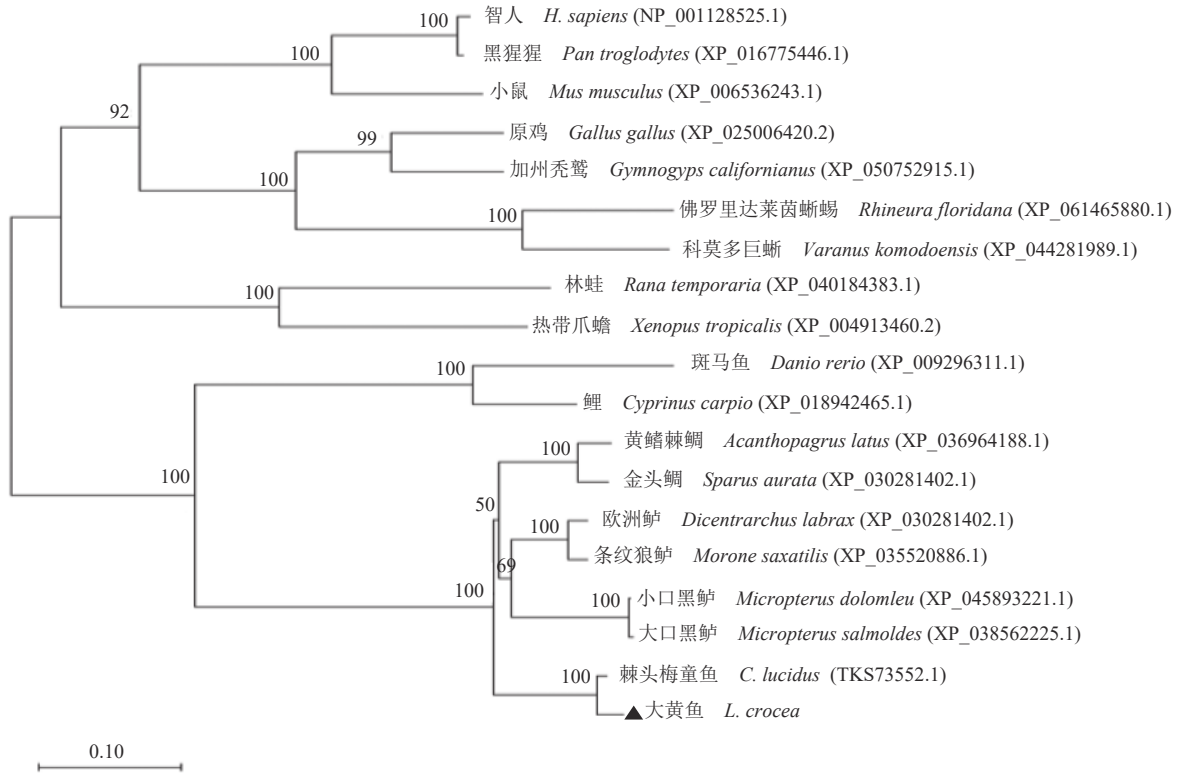 100 智人 H. sapiens (NP_001128525.1)
100 黑猩猩 Pan troglodytes (XP_016775446.1)
小鼠 Mus musculus (XP_006536243.1)
92
99 原鸡 Gallus gallus (XP_025006420.2)
100 加州秃鹫 Gymnogyps californianus (XP_050752915.1)
100 佛罗里达莱茵蜥蜴 Rhineura floridana (XP_061465880.1)
科莫多巨蜥 Varanus komodoensis (XP_044281989.1)
100 林蛙 Rana temporaria (XP_040184383.1)
热带爪蟾 Xenopus tropicalis (XP_004913460.2)
100 斑马鱼 Danio rerio (XP_009296311.1)
鲤 Cyprinus carpio (XP_018942465.1)
100 黄鳍棘鲷 Acanthopagrus latus (XP_036964188.1)
100 金头鲷 Sparus aurata (XP_030281402.1)
50
100 欧洲鲈 Dicentrarchus labrax (XP_030281402.1)
条纹狼鲈 Morone saxatilis (XP_035520886.1)
69
100 100 小口黑鲈 Micropterus dolomleu (XP_045893221.1)
大口黑鲈 Micropterus salmoldes (XP_038562225.1)
100 棘头梅童鱼 C. lucidus (TKS73552.1)
▲大黄鱼 L. crocea
0.10